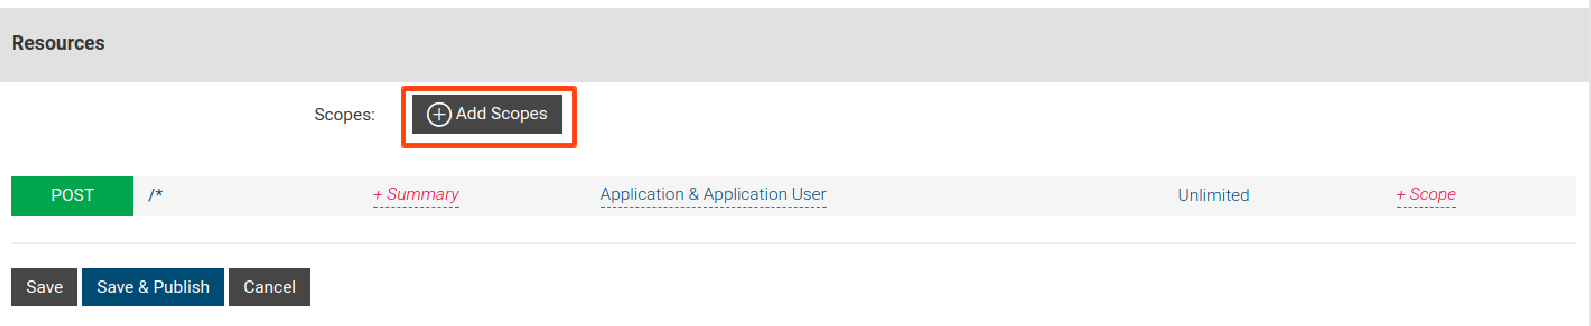 Resources
Scopes: Add Scopes
POST /* + Summary Application & Application User Unlimited + Scope
Save Save & Publish Cancel